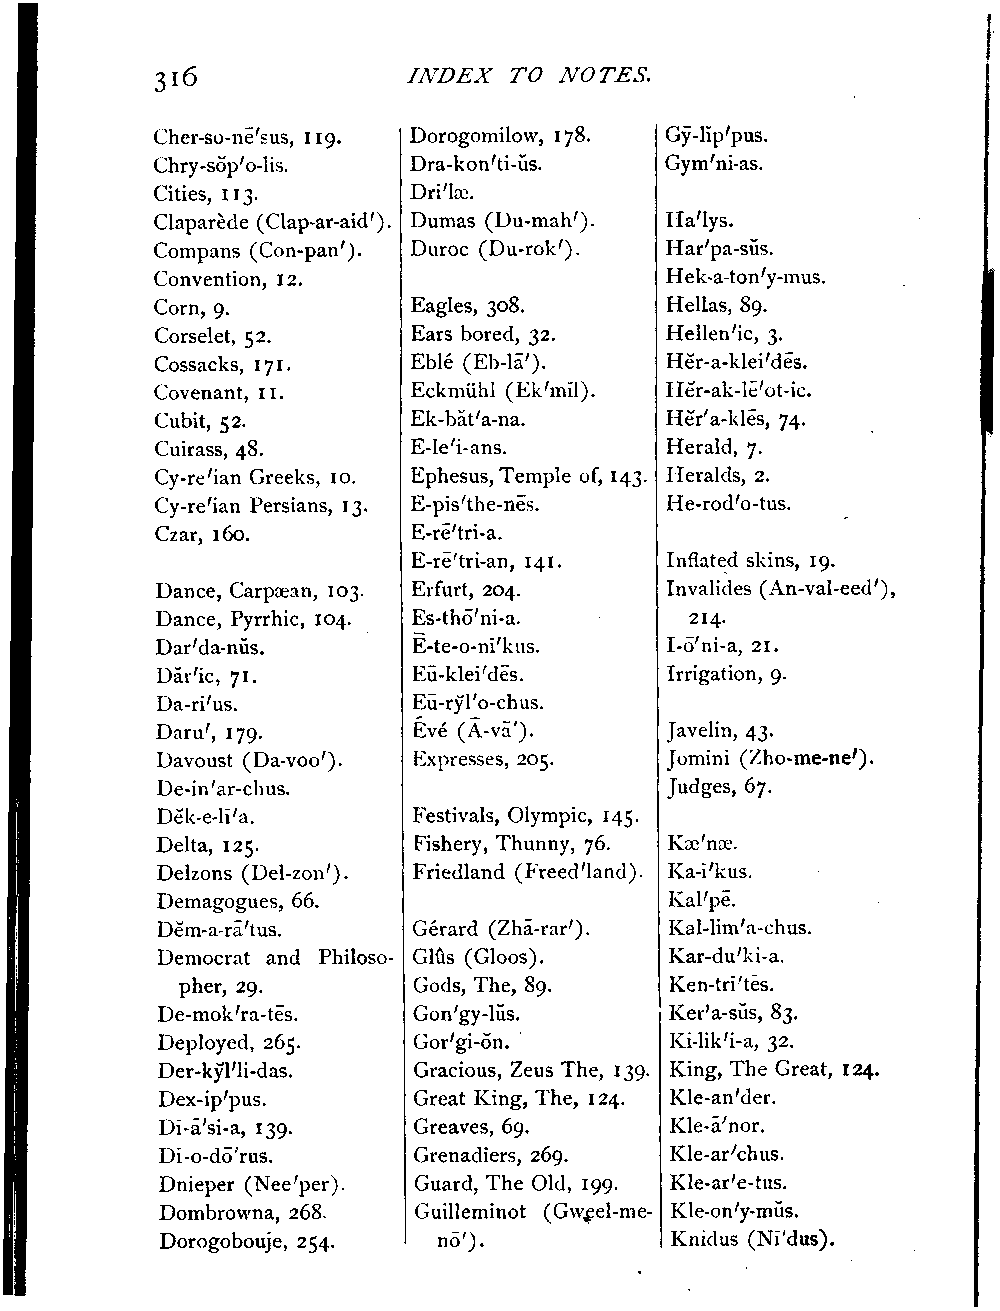 316
INDEX TO NOTES.
Cher-so-nē′sus, 119.
Chry-sŏp′o-lis.
Cities, 113.
Claparède (Clap-ar-aid′).
Compans (Con-pan′).
Convention, 12.
Corn, 9.
Corselet, 52.
Cossacks, 171.
Covenant, 11.
Cubit, 52.
Cuirass, 48.
Cy-re′ian Greeks, 10.
Cy-re′ian Persians, 13.
Czar, 160.
Dance, Carpæan, 103.
Dance, Pyrrhic, 104.
Dar′da-nŭs.
Dăr′ic, 71.
Da-ri′us.
Daru′, 179.
Davoust (Da-voo′).
De-in′ar-chus.
Dĕk-e-lī′a.
Delta, 125.
Delzons (Del-zon′).
Demagogues, 66.
Dĕm-a-rā′tus.
Democrat and Philoso-
pher, 29.
De-mok′ra-tēs.
Deployed, 265.
Der-kўl′li-das.
Dex-ip′pus.
Dī-ā′si-a, 139.
Di-o-dō′rus.
Dnieper (Nee′per).
Dombrowna, 268.
Dorogobouje, 254.
Dorogomilow, 178.
Dra-kon′ti-ŭs.
Dri′læ.
Dumas (Du-mah′).
Duroc (Du-rok′).
Eagles, 308.
Ears bored, 32.
Eblé (Eb-lā′).
Eckmühl (Ek′mīl).
Ek-băt′a-na.
E-le′i-ans.
Ephesus, Temple of, 143.
E-pis′the-nēs.
E-rē′tri-a.
E-rē′tri-an, 141.
Erfurt, 204.
Es-thō′ni-a.
Ē-te-o-nī′kus.
Eū-klei′dēs.
Eū-rўl′o-chus.
Évé (Ā-vā′).
Expresses, 205.
Festivals, Olympic, 145.
Fishery, Thunny, 76.
Friedland (Freed′land).
Gérard (Zhā-rar′).
Glûs (Gloos).
Gods, The, 89.
Gon′gy-lŭs.
Gor′gi-ŏn.
Gracious, Zeus The, 139.
Great King, The, 124.
Greaves, 69.
Grenadiers, 269.
Guard, The Old, 199.
Guilleminot (Gweel-me-
nō′).
Gȳ-lĭp′pus.
Gym′ni-as.
Ha′lys.
Har′pa-sŭs.
Hek-a-ton′y-mus.
Hellas, 89.
Hellen′ic, 3.
Hĕr-a-klei′dēs.
Hĕr-ak-lē′ot-ic.
Hĕr′a-klēs, 74.
Herald, 7.
Heralds, 2.
He-rod′o-tus.
Inflated skins, 19.
Invalides (An-val-eed′),
214.
I-ō′ni-a, 21.
Irrigation, 9.
Javelin, 43.
Jomini (Zho-me-ne′).
Judges, 67.
Kæ′næ.
Ka-ī′kus.
Kal′pē.
Kal-lim′a-chus.
Kar-du′ki-a.
Ken-trī′tēs.
Ker′a-sŭs, 83.
Ki-lik′i-a, 32.
King, The Great, 124.
Kle-an′der.
Kle-ā′nor.
Kle-ar′chus.
Kle-ar′e-tus.
Kle-on′y-mŭs.
Knidus (Nī′dus).